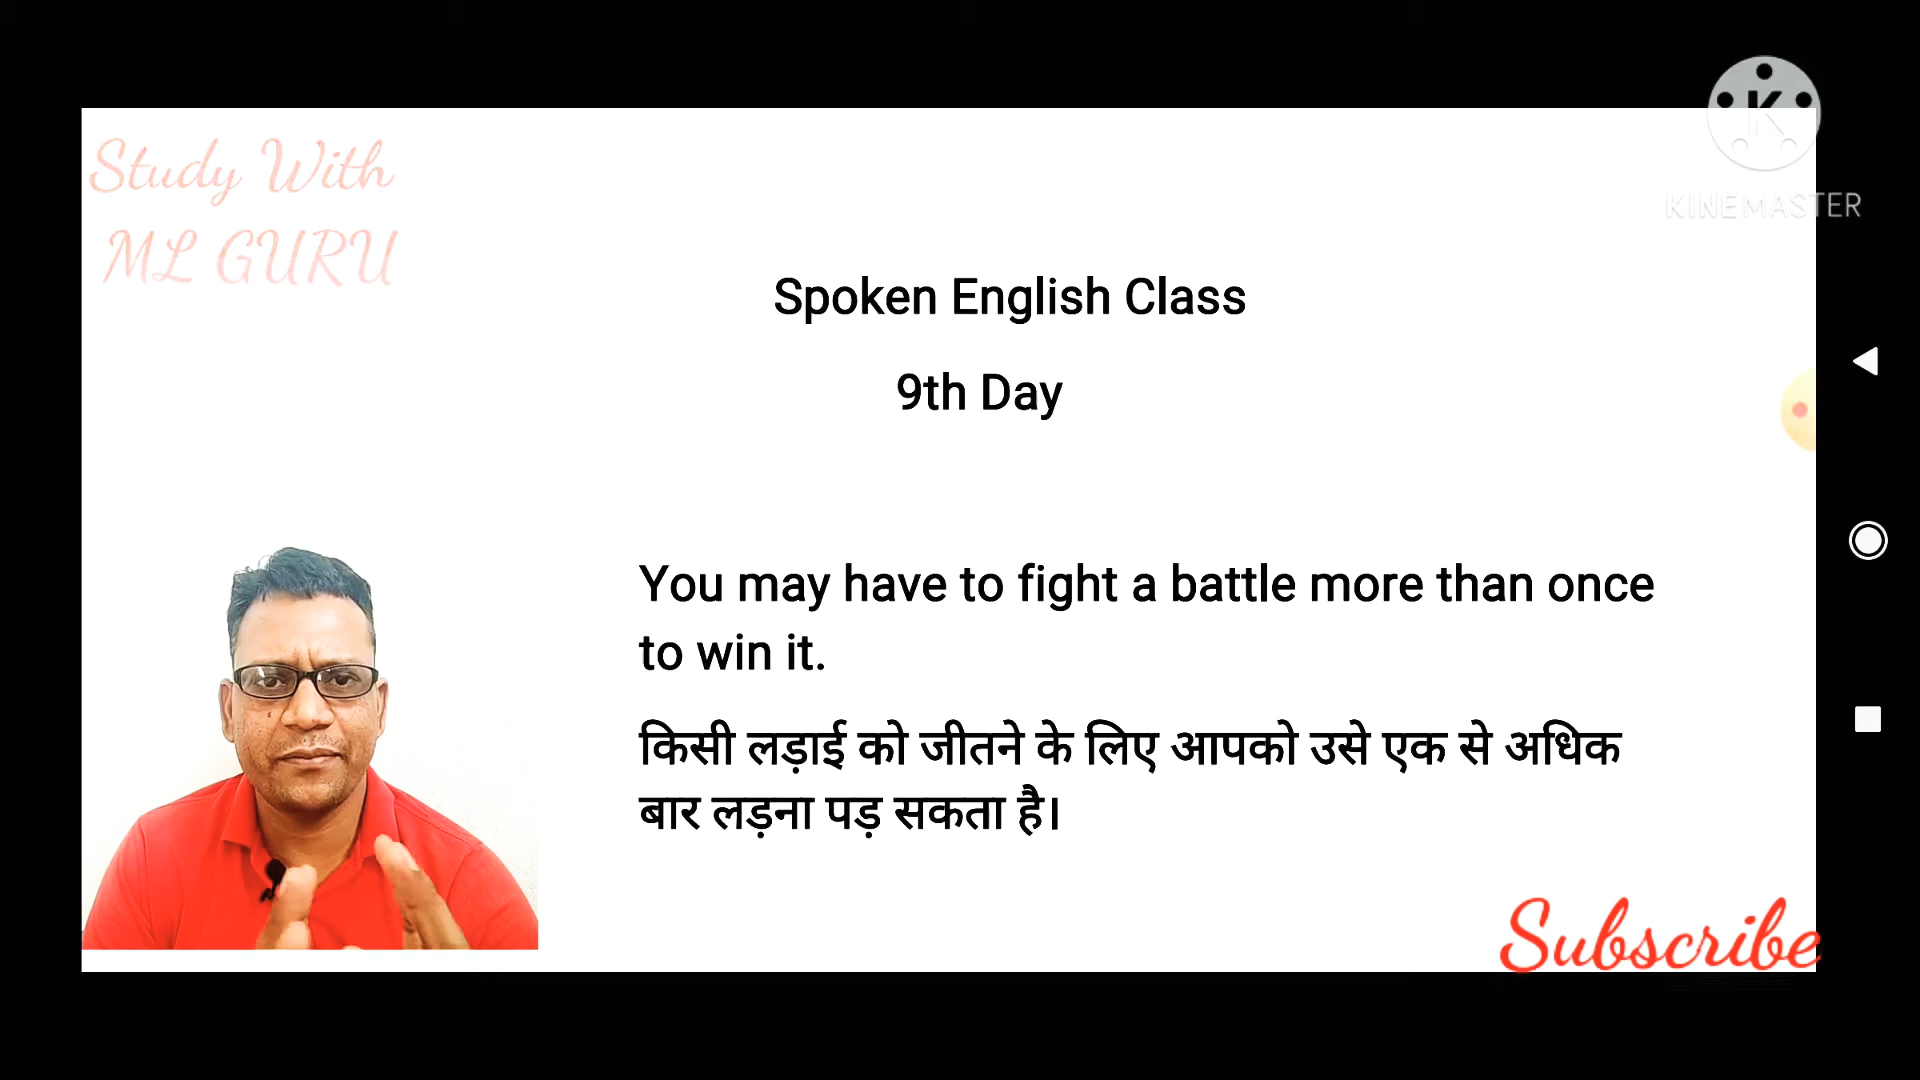 Study With
ML GURU
K
KINEMASTER
Spoken English Class
9th Day
You may have to fight a battle more than once
to win it.
किसी लड़ाई को जीतने के लिए आपको उसे एक से अधिक
बार लड़ना पड़ सकता है।
Subscribe